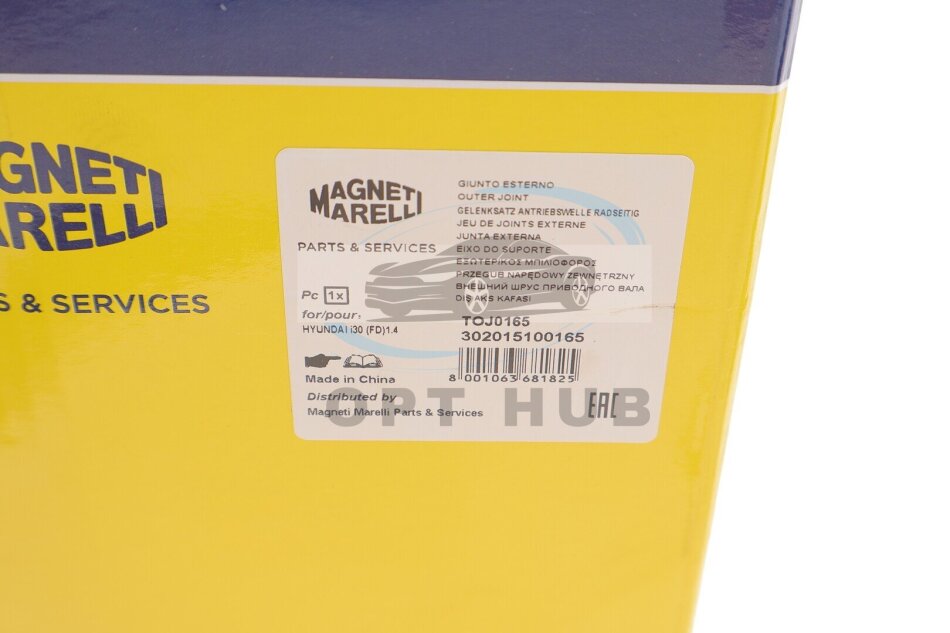 AGNETI
ARELLI
S & SERVICES
MAGNETI
MARELLI
PARTS & SERVICES
Pc 1x
for/pour:
HYUNDAI i30 (FD)1.4
Made in China
Distributed by
Magneti Marelli Parts & Services
GIUNTO ESTERNO
OUTER JOINT
GELENKSATZ ANTRIEBSWELLE RADSEITIG
JEU DE JOINTS EXTERNE
JUNTA EXTERNA
EIXO DO SUPORTE
ΕΞΩΤΕΡΙΚΟΣ ΜΠΙΛΙΟΦΟΡΟΣ
PRZEGUB NAPĘDOWY ZEWNĘTRZNY
ВНЕШНИЙ ШРУС ПРИВОДНОГО ВАЛА
DIŞ AKS KAFASI
TOJ0165
302015100165
8 001063 681825
EAC
OPT HUB